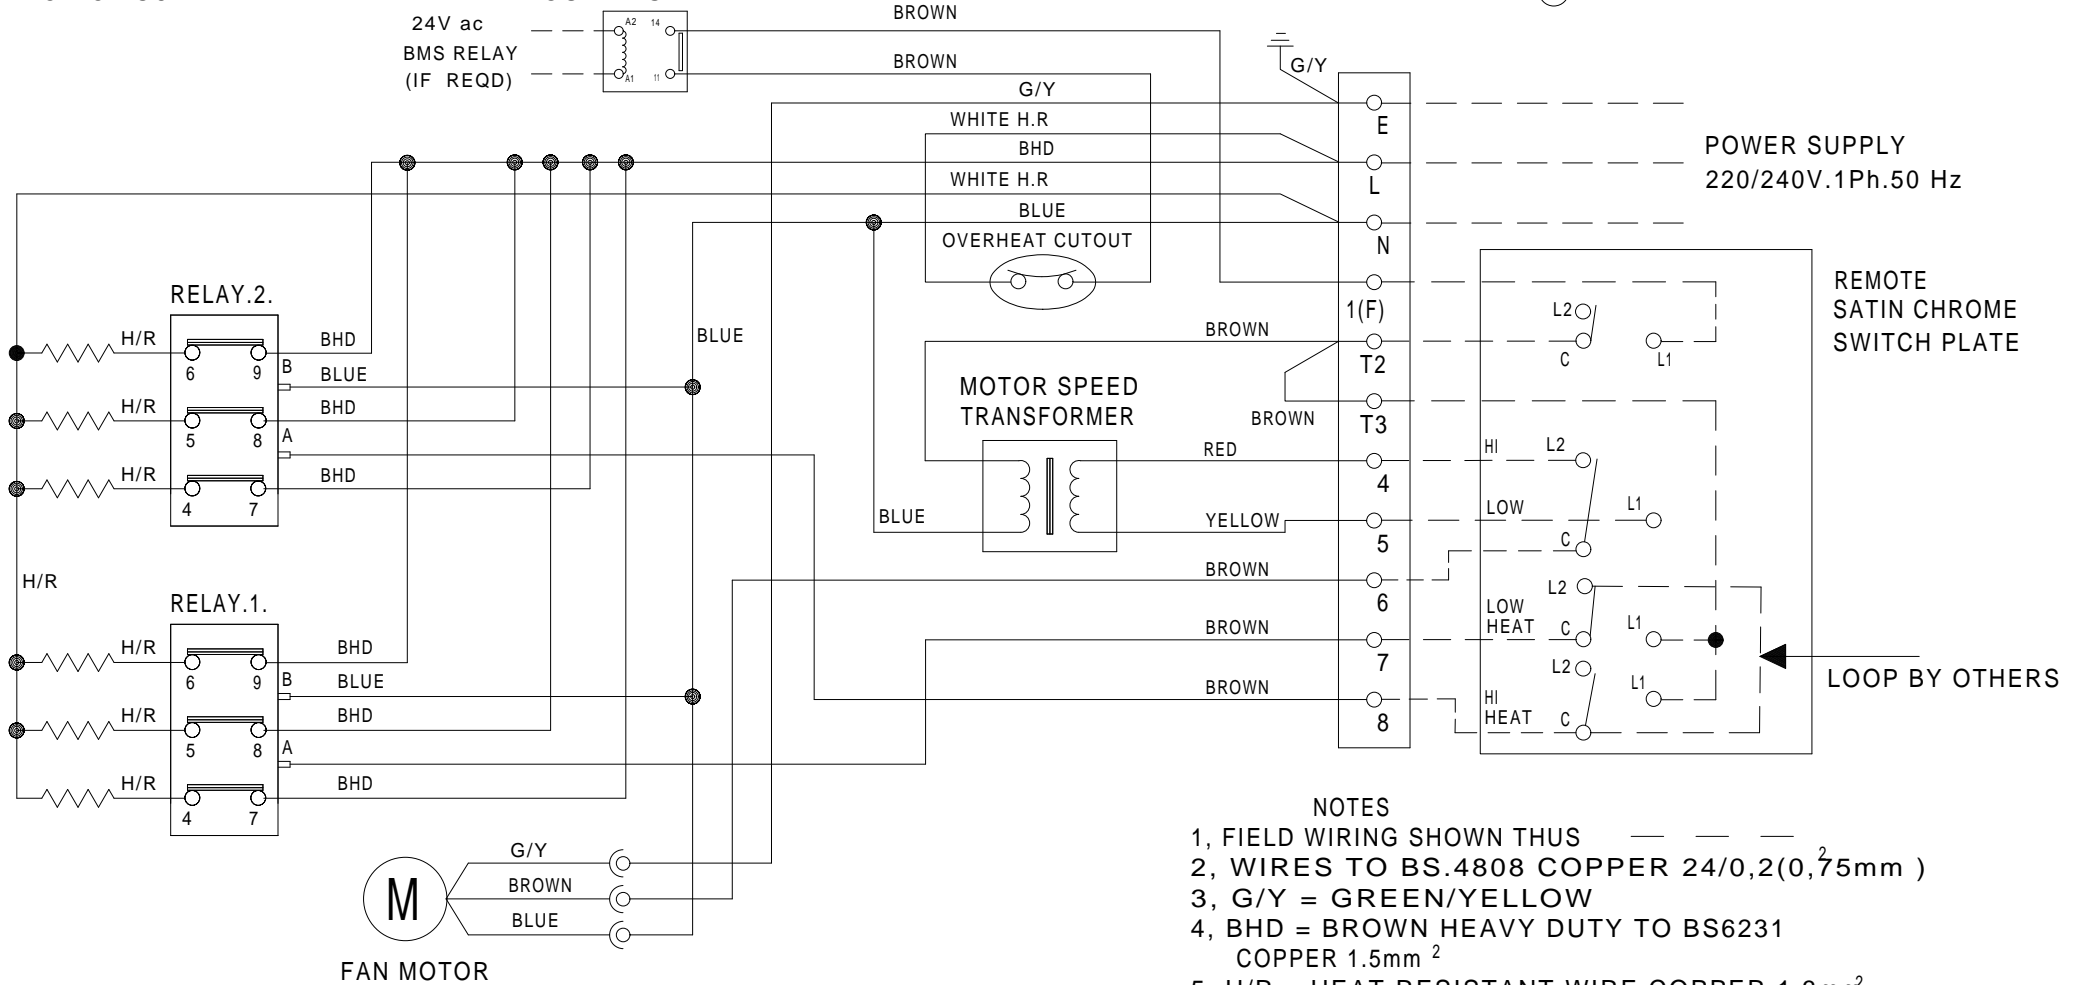 24V ac
BMS RELAY
(IF REQD)
A2 14
A1 11
BROWN
BROWN
G/Y
G/Y
WHITE H.R
BHD
WHITE H.R
BLUE
OVERHEAT CUTOUT
E
L
N
1(F)
T2
T3
4
5
6
7
8
POWER SUPPLY
220/240V.1Ph.50 Hz
REMOTE
SATIN CHROME
SWITCH PLATE
L2
C
L1
HI
L2
LOW
L1
C
L2
LOW
HEAT
C
L1
L2
HI
HEAT
C
L1
LOOP BY OTHERS
BROWN
BROWN
MOTOR SPEED
TRANSFORMER
RED
YELLOW
BLUE
BROWN
BROWN
BROWN
BLUE
RELAY.2.
H/R
6 9
BHD
B
BLUE
H/R
5 8
BHD
A
H/R
4 7
BHD
H/R
RELAY.1.
H/R
6 9
BHD
B
BLUE
H/R
5 8
BHD
A
H/R
4 7
BHD
M
G/Y
BROWN
BLUE
FAN MOTOR
NOTES
1, FIELD WIRING SHOWN THUS
2, WIRES TO BS.4808 COPPER 24/0,2(0,75mm2 )
3, G/Y = GREEN/YELLOW
4, BHD = BROWN HEAVY DUTY TO BS6231
COPPER 1.5mm 2